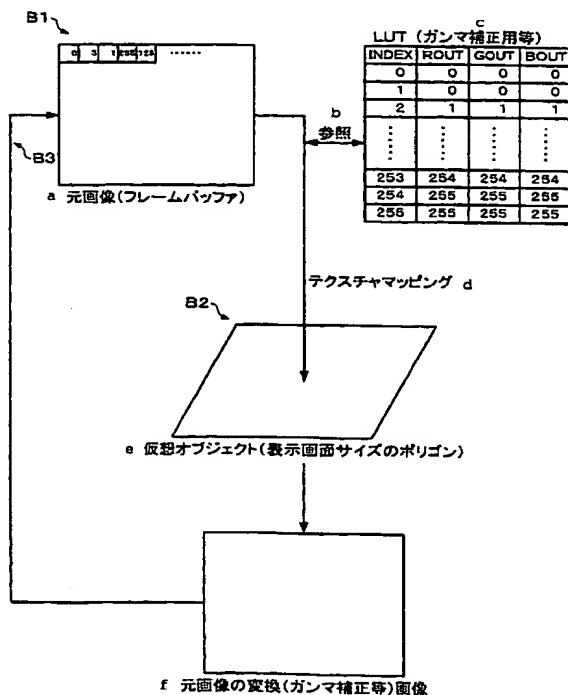 B1
0 3 1
B3
a 元画像(フレームバッファ)
c
LUT (ガンマ補正用等)
INDEX ROUT GOUT BOUT
0 0 0 0
1 0 0 0
2 1 1 1
253 254 254 254
254 255 255 255
255 255 255 255
b
参照
テクスチャマッピング d
B2
e 仮想オブジェクト(表示画面サイズのポリゴン)
f 元画像の変換(ガンマ補正等)画像